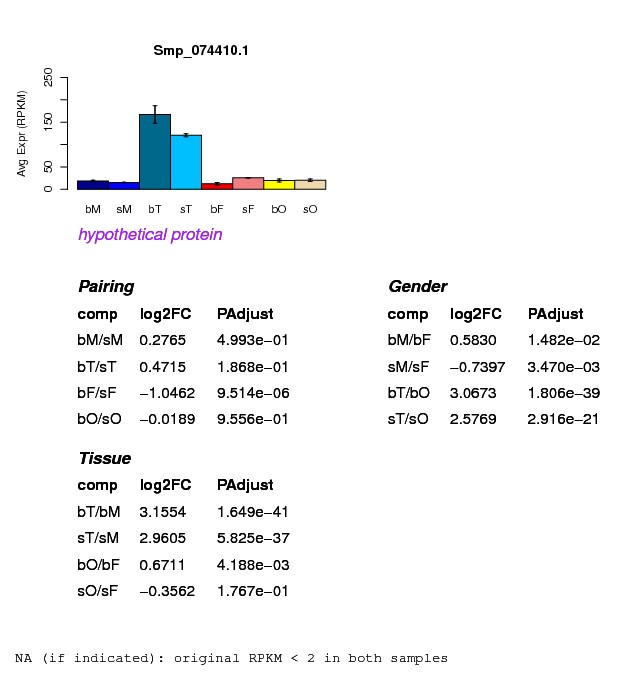 Smp_074410.1
Avg Expr (RPKM)
250
150
50
0
bM sM bT sT bF sF bO sO
hypothetical protein
Pairing
comp log2FC PAdjust
bM/sM 0.2765 4.993e−01
bT/sT 0.4715 1.868e−01
bF/sF −1.0462 9.514e−06
bO/sO −0.0189 9.556e−01
Gender
comp log2FC PAdjust
bM/bF 0.5830 1.482e−02
sM/sF −0.7397 3.470e−03
bT/bO 3.0673 1.806e−39
sT/sO 2.5769 2.916e−21
Tissue
comp log2FC PAdjust
bT/bM 3.1554 1.649e−41
sT/sM 2.9605 5.825e−37
bO/bF 0.6711 4.188e−03
sO/sF −0.3562 1.767e−01
NA (if indicated): original RPKM < 2 in both samples